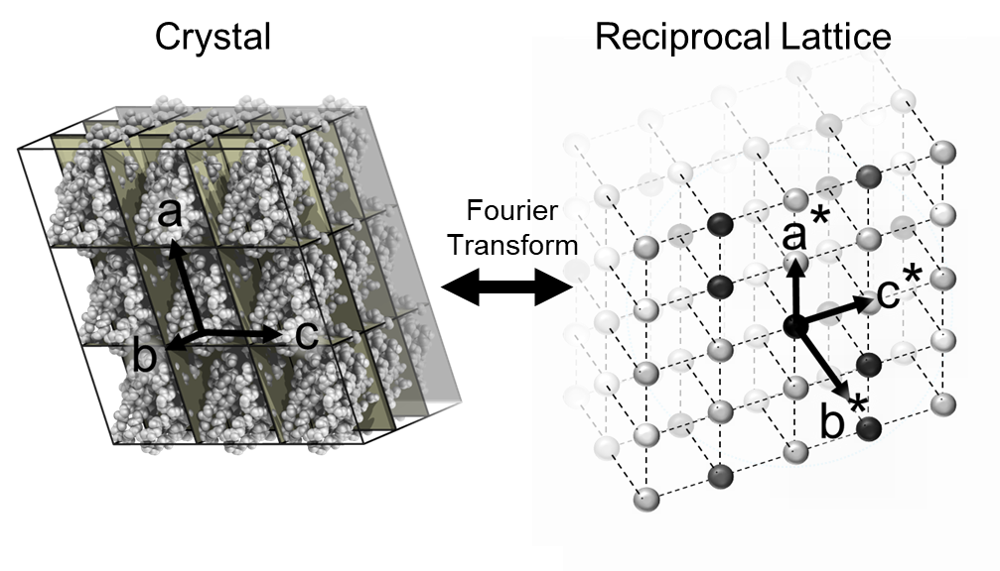 Crystal
Reciprocal Lattice
a
b
c
Fourier
Transform
a*
c*
b*